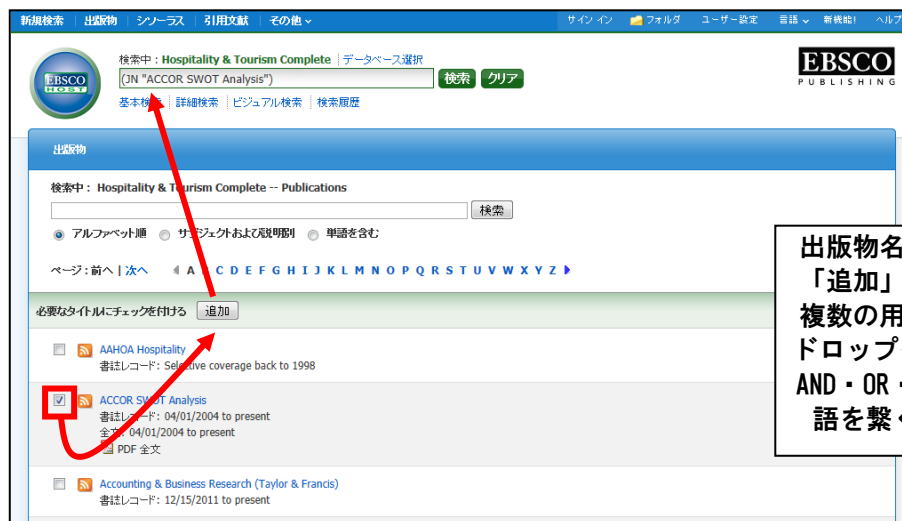 新規検索 出版物 シソーラス 引用文献 その他 サイン イン フォルダ ユーザー設定 言語 新機能! ヘルプ
検索中 : Hospitality & Tourism Complete データベース選択
(JN "ACCOR SWOT Analysis") 検索 クリア
基本検索 詳細検索 ビジュアル検索 検索履歴
EBSCO
HOST
EBSCO
PUBLISHING
出版物
検索中 : Hospitality & Tourism Complete -- Publications
検索
アルファベット順 サブジェクトおよび説明別 単語を含む
ページ : 前へ | 次へ A B C D E F G H I J K L M N O P Q R S T U V W X Y Z
必要なタイトルにチェックを付ける 追加
AAHOA Hospitality
書誌レコード: Selective coverage back to 1998
ACCOR SWOT Analysis
書誌レコード: 04/01/2004 to present
全文: 04/01/2004 to present
PDF 全文
Accounting & Business Research (Taylor & Francis)
書誌レコード: 12/15/2011 to present
出版物名
「追加」
複数の用
ドロップ
AND・OR・
語を繋